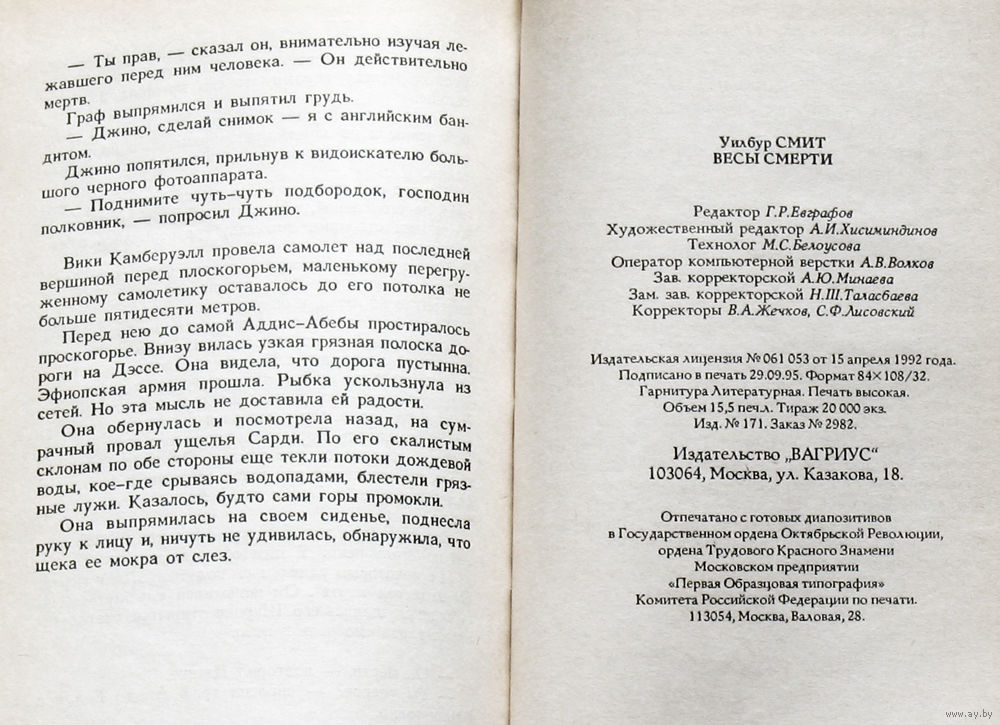 — Ты прав, — сказал он, внимательно изучая ле-
жавшего перед ним человека. — Он действительно
мертв.
Граф выпрямился и выпятил грудь.
— Джино, сделай снимок — я с английским бан-
дитом.
Джино попятился, прильнув к видоискателю боль-
шого черного фотоаппарата.
— Поднимите чуть-чуть подбородок, господин
полковник, — попросил Джино.
Вики Камберуэлл провела самолет над последней
вершиной перед плоскогорьем, маленькому перегру-
женному самолетику оставалось до его потолка не
больше пятидесяти метров.
Перед нею до самой Аддис-Абебы простиралось
проскогорье. Внизу вилась узкая грязная полоска до-
роги на Дэссе. Она видела, что дорога пустынна.
Эфиопская армия прошла. Рыбка ускользнула из
сетей. Но эта мысль не доставила ей радости.
Она обернулась и посмотрела назад, на сум-
рачный провал ущелья Сарди. По его скалистым
склонам по обе стороны еще текли потоки дождевой
воды, кое-где срываясь водопадами, блестели гряз-
ные лужи. Казалось, будто сами горы промокли.
Она выпрямилась на своем сиденье, поднесла
руку к лицу и, ничуть не удивилась, обнаружила, что
щека ее мокра от слез.
Уилбур СМИТ
ВЕСЫ СМЕРТИ
Редактор Г.Р.Евграфов
Художественный редактор А.И.Хисиминдинов
Технолог М.С.Белоусова
Оператор компьютерной верстки А.В.Волков
Зав. корректорской А.Ю.Минаева
Зам. зав. корректорской Н.Ш.Таласбаева
Корректоры В.А.Жечков, С.Ф.Лисовский
Издательская лицензия № 061 053 от 15 апреля 1992 года.
Подписано в печать 29.09.95. Формат 84×108/32.
Гарнитура Литературная. Печать высокая.
Объем 15,5 печ.л. Тираж 20 000 экз.
Изд. № 171. Заказ № 2982.
Издательство „ВАГРИУС“
103064, Москва, ул. Казакова, 18.
Отпечатано с готовых диапозитивов
в Государственном ордена Октябрьской Революции,
ордена Трудового Красного Знамени
Московском предприятии
«Первая Образцовая типография»
Комитета Российской Федерации по печати.
113054, Москва, Валовая, 28.
www.ay.by